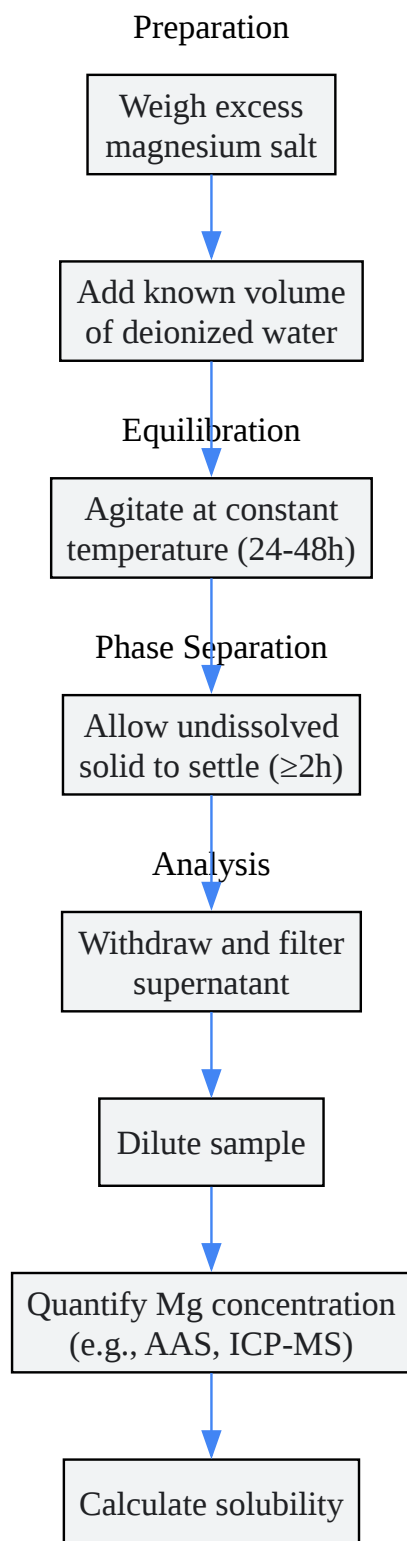 Preparation
Weigh excess
magnesium salt
Add known volume
of deionized water
Equilibration
Agitate at constant
temperature (24-48h)
Phase Separation
Allow undissolved
solid to settle (≥2h)
Analysis
Withdraw and filter
supernatant
Dilute sample
Quantify Mg concentration
(e.g., AAS, ICP-MS)
Calculate solubility